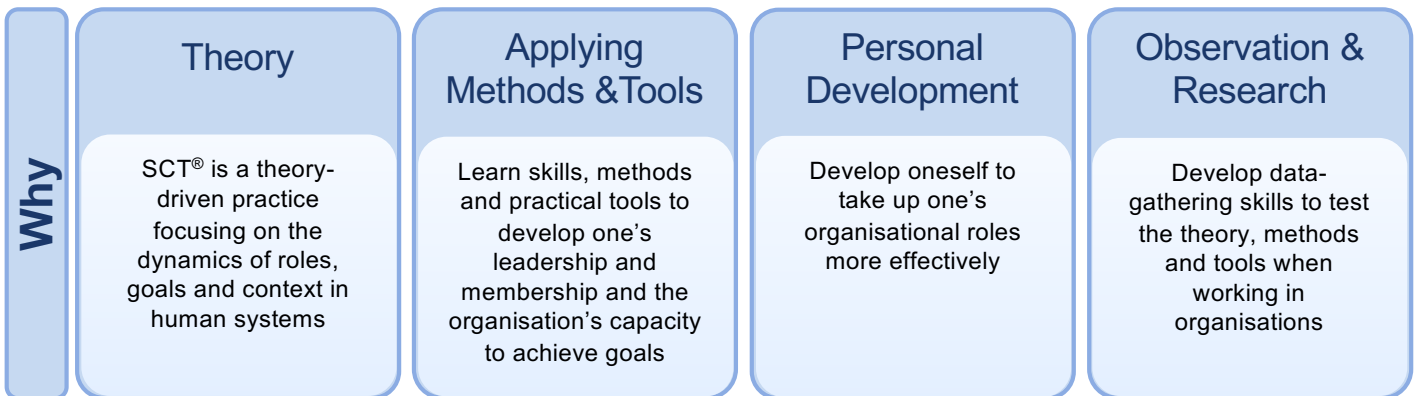 Why
Theory
SCT® is a theory-
driven practice
focusing on the
dynamics of roles,
goals and context in
human systems
Applying
Methods &Tools
Learn skills, methods
and practical tools to
develop one’s
leadership and
membership and the
organisation’s capacity
to achieve goals
Personal
Development
Develop oneself to
take up one’s
organisational roles
more effectively
Observation &
Research
Develop data-
gathering skills to test
the theory, methods
and tools when
working in
organisations